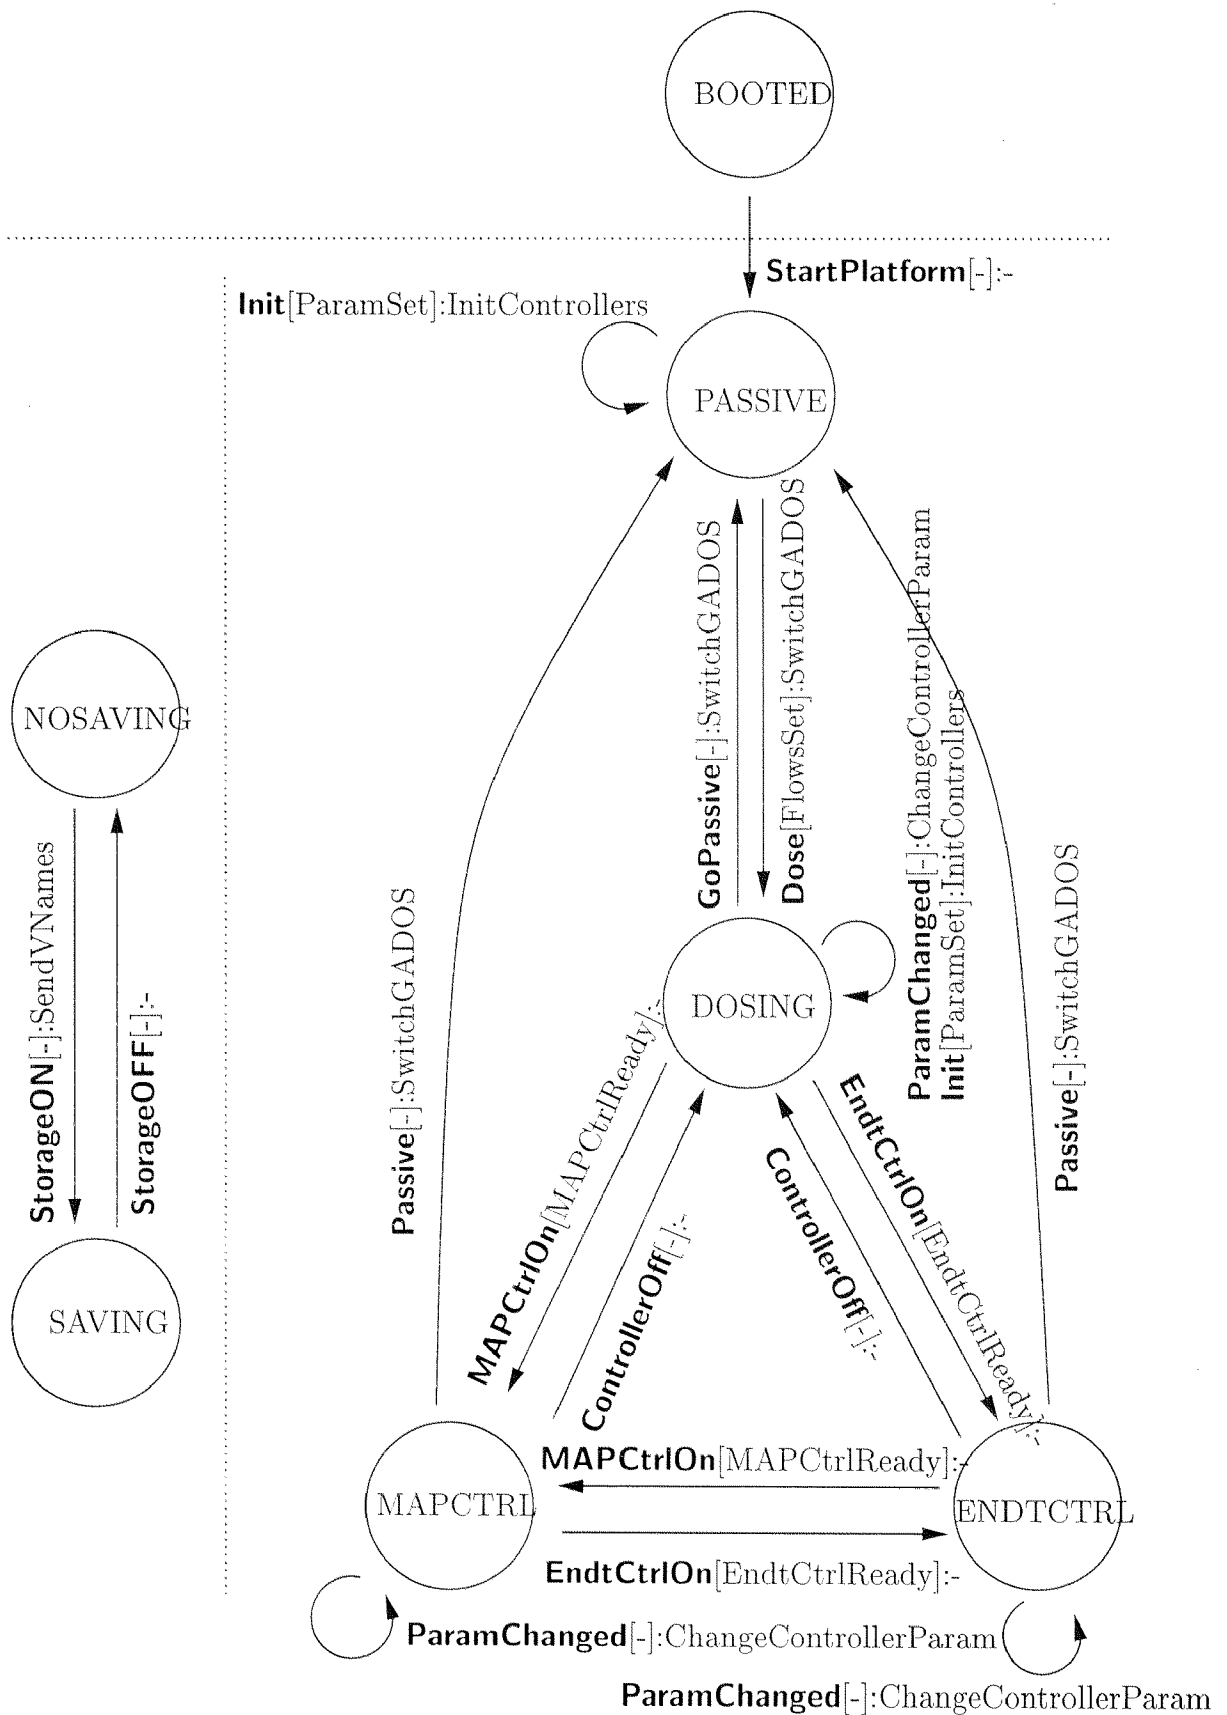 BOOTED
StartPlatform[-]:-
Init[ParamSet]:InitControllers
PASSIVE
GoPassive[-]:SwitchGADOS
Dose[FlowsSet]:SwitchGADOS
ParamChanged[-]:ChangeControllerParam
Init[ParamSet]:InitControllers
NOSAVING
StorageON[-]:SendVNames
StorageOFF[-]:-
SAVING
Passive[-]:SwitchGADOS
Passive[-]:SwitchGADOS
DOSING
MAPCtrlOn[MAPCtrlReady]:-
ControllerOff[-]:-
ControllerOff[-]:-
EndtCtrlOn[EndtCtrlReady]:-
MAPCtrlOn[MAPCtrlReady]:-
MAPCTRL
ENDTCTRL
EndtCtrlOn[EndtCtrlReady]:-
ParamChanged[-]:ChangeControllerParam
ParamChanged[-]:ChangeControllerParam